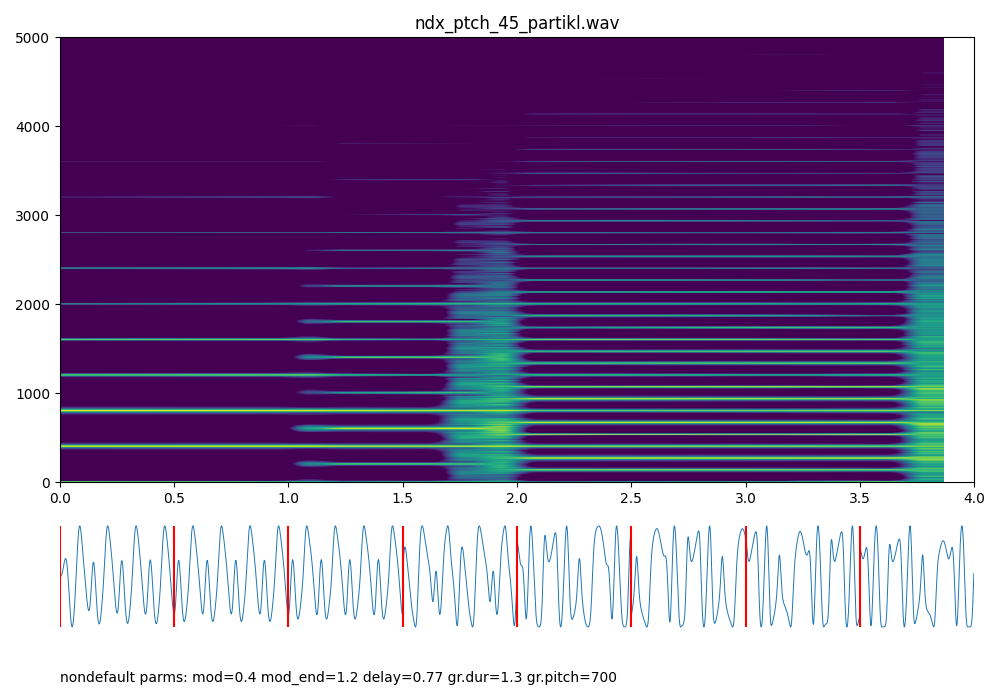 ndx_ptch_45_partikl.wav
5000
4000
3000
2000
1000
0
0.0 0.5 1.0 1.5 2.0 2.5 3.0 3.5 4.0
nondefault parms: mod=0.4 mod_end=1.2 delay=0.77 gr.dur=1.3 gr.pitch=700